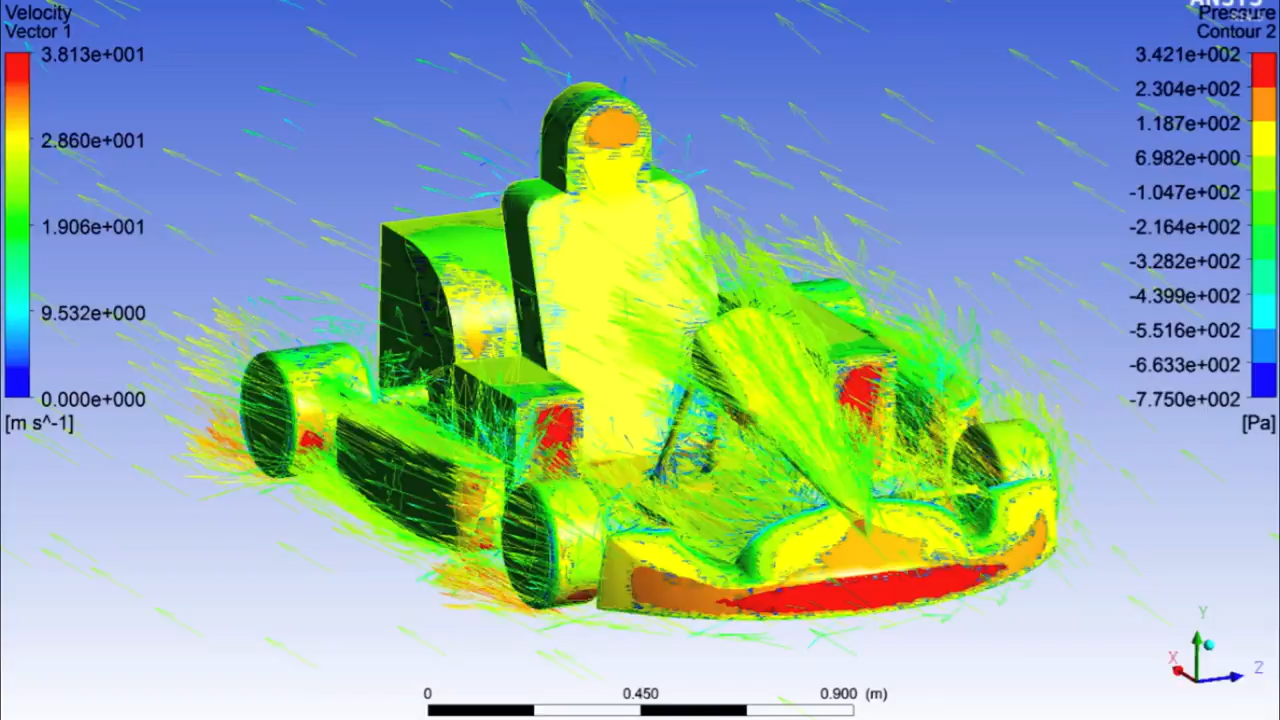 Velocity
Vector 1
3.813e+001
2.860e+001
1.906e+001
9.532e+000
0.000e+000
[m s^-1]
Pressure
Contour 2
3.421e+002
2.304e+002
1.187e+002
6.982e+000
-1.047e+002
-2.164e+002
-3.282e+002
-4.399e+002
-5.516e+002
-6.633e+002
-7.750e+002
[Pa]
0 0.450 0.900 (m)
Y
X
Z